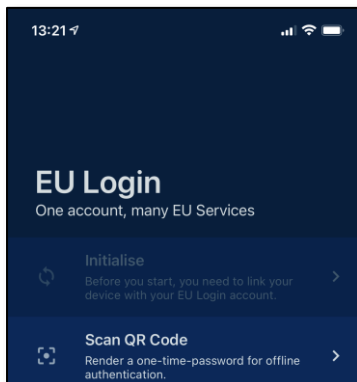 13:21
EU Login
One account, many EU Services
Initialise
Before you start, you need to link your
device with your EU Login account.
Scan QR Code
Render a one-time-password for offline
authentication.